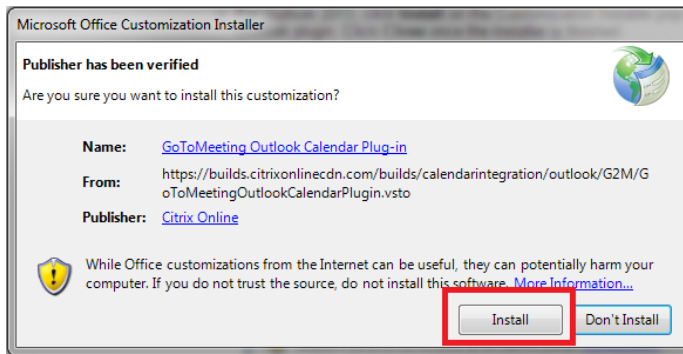 Microsoft Office Customization Installer
Publisher has been verified
Are you sure you want to install this customization?
Name: GoToMeeting Outlook Calendar Plug-in
From: https://builds.citrixonlinecdn.com/builds/calendarintegration/outlook/G2M/G
oToMeetingOutlookCalendarPlugin.vsto
Publisher: Citrix Online
While Office customizations from the Internet can be useful, they can potentially harm your
computer. If you do not trust the source, do not install this software. More Information...
Install Don't Install